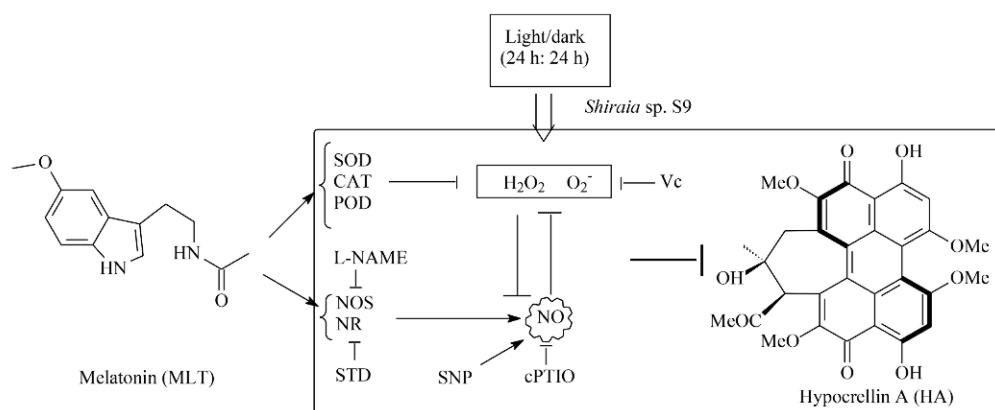 Light/dark
(24 h: 24 h)
Shiraia sp. S9
SOD
CAT
POD
H2O2 O2-
Vc
L-NAME
NOS
NR
STD
NO
SNP
cPTIO
O
HN
NH
O
Melatonin (MLT)
O
OH
MeO
OMe
OH
OMe
MeOC
MeO
O
OH
Hypocrellin A (HA)